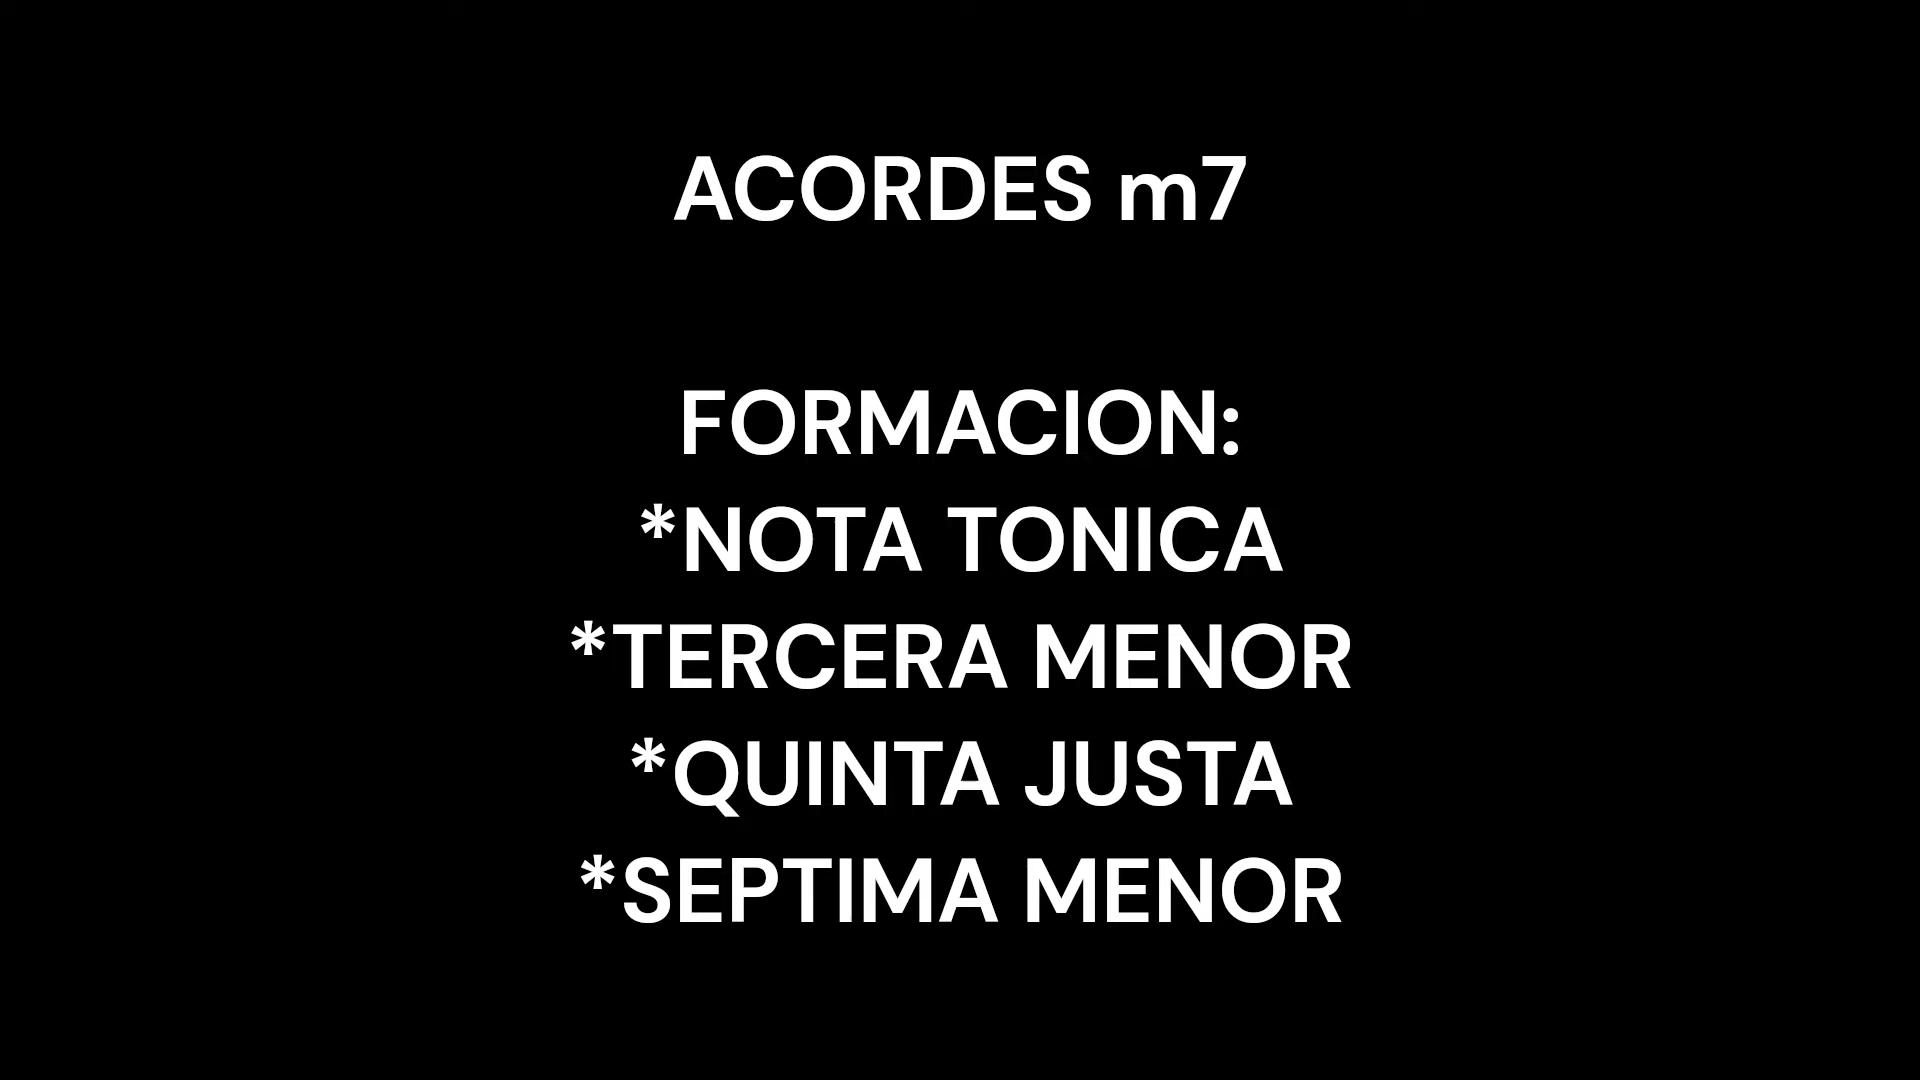 ACORDES m7
FORMACION:
*NOTA TONICA
*TERCERA MENOR
*QUINTA JUSTA
*SEPTIMA MENOR